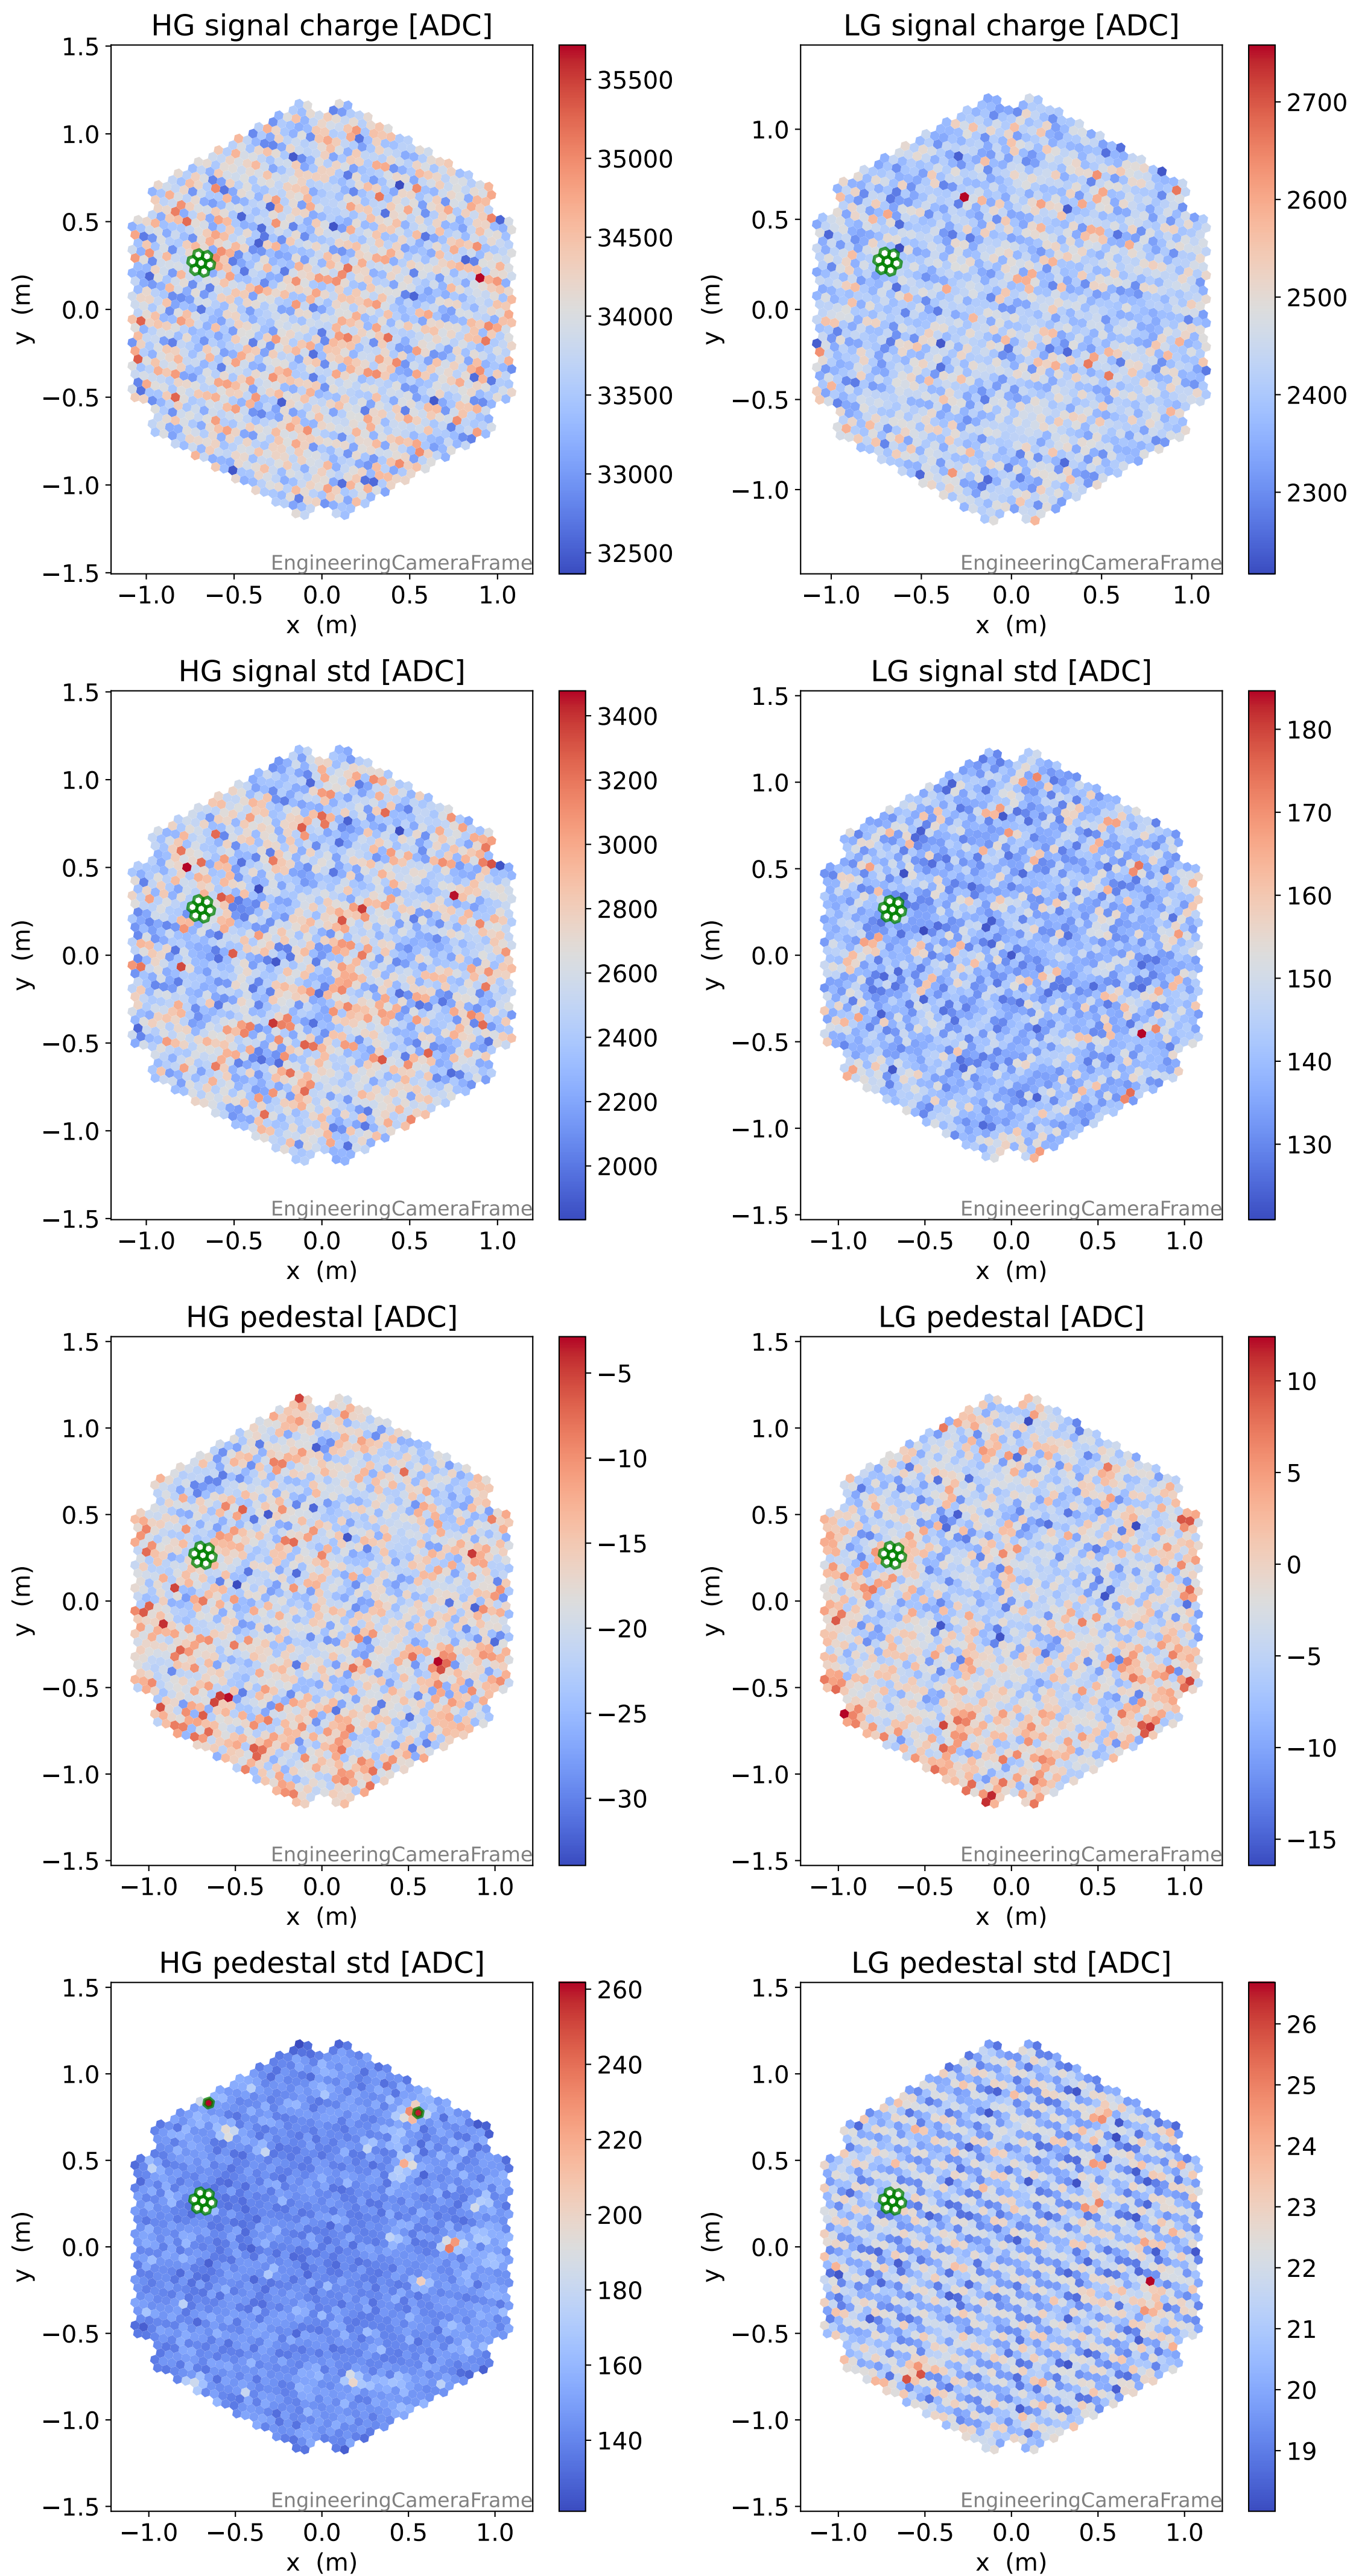 HG signal charge [ADC]
1.5
1.0
0.5
0.0
−0.5
−1.0
−1.5
y (m)
−1.0 −0.5 0.0 0.5 1.0
x (m)
EngineeringCameraFrame
35500
35000
34500
34000
33500
33000
32500
LG signal charge [ADC]
1.0
0.5
0.0
−0.5
−1.0
y (m)
−1.0 −0.5 0.0 0.5 1.0
x (m)
EngineeringCameraFrame
2700
2600
2500
2400
2300
HG signal std [ADC]
1.5
1.0
0.5
0.0
−0.5
−1.0
−1.5
y (m)
−1.0 −0.5 0.0 0.5 1.0
x (m)
EngineeringCameraFrame
3400
3200
3000
2800
2600
2400
2200
2000
LG signal std [ADC]
1.5
1.0
0.5
0.0
−0.5
−1.0
−1.5
y (m)
−1.0 −0.5 0.0 0.5 1.0
x (m)
EngineeringCameraFrame
180
170
160
150
140
130
HG pedestal [ADC]
1.5
1.0
0.5
0.0
−0.5
−1.0
−1.5
y (m)
−1.0 −0.5 0.0 0.5 1.0
x (m)
EngineeringCameraFrame
−5
−10
−15
−20
−25
−30
LG pedestal [ADC]
1.5
1.0
0.5
0.0
−0.5
−1.0
−1.5
y (m)
−1.0 −0.5 0.0 0.5 1.0
x (m)
EngineeringCameraFrame
10
5
0
−5
−10
−15
HG pedestal std [ADC]
1.5
1.0
0.5
0.0
−0.5
−1.0
−1.5
y (m)
−1.0 −0.5 0.0 0.5 1.0
x (m)
EngineeringCameraFrame
260
240
220
200
180
160
140
LG pedestal std [ADC]
1.5
1.0
0.5
0.0
−0.5
−1.0
−1.5
y (m)
−1.0 −0.5 0.0 0.5 1.0
x (m)
EngineeringCameraFrame
26
25
24
23
22
21
20
19